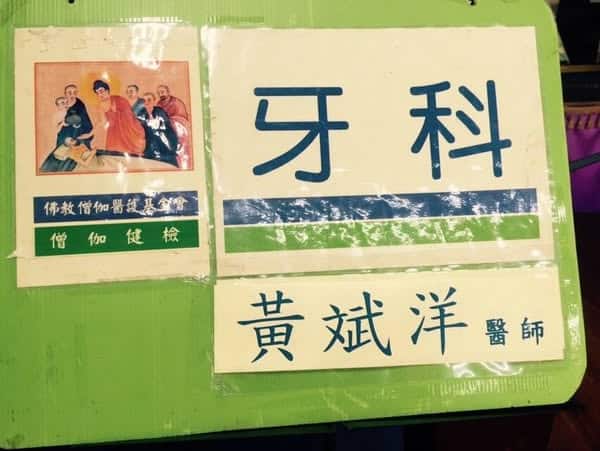 佛教僧伽醫護基金會
僧伽健檢
牙科
黃斌洋醫師